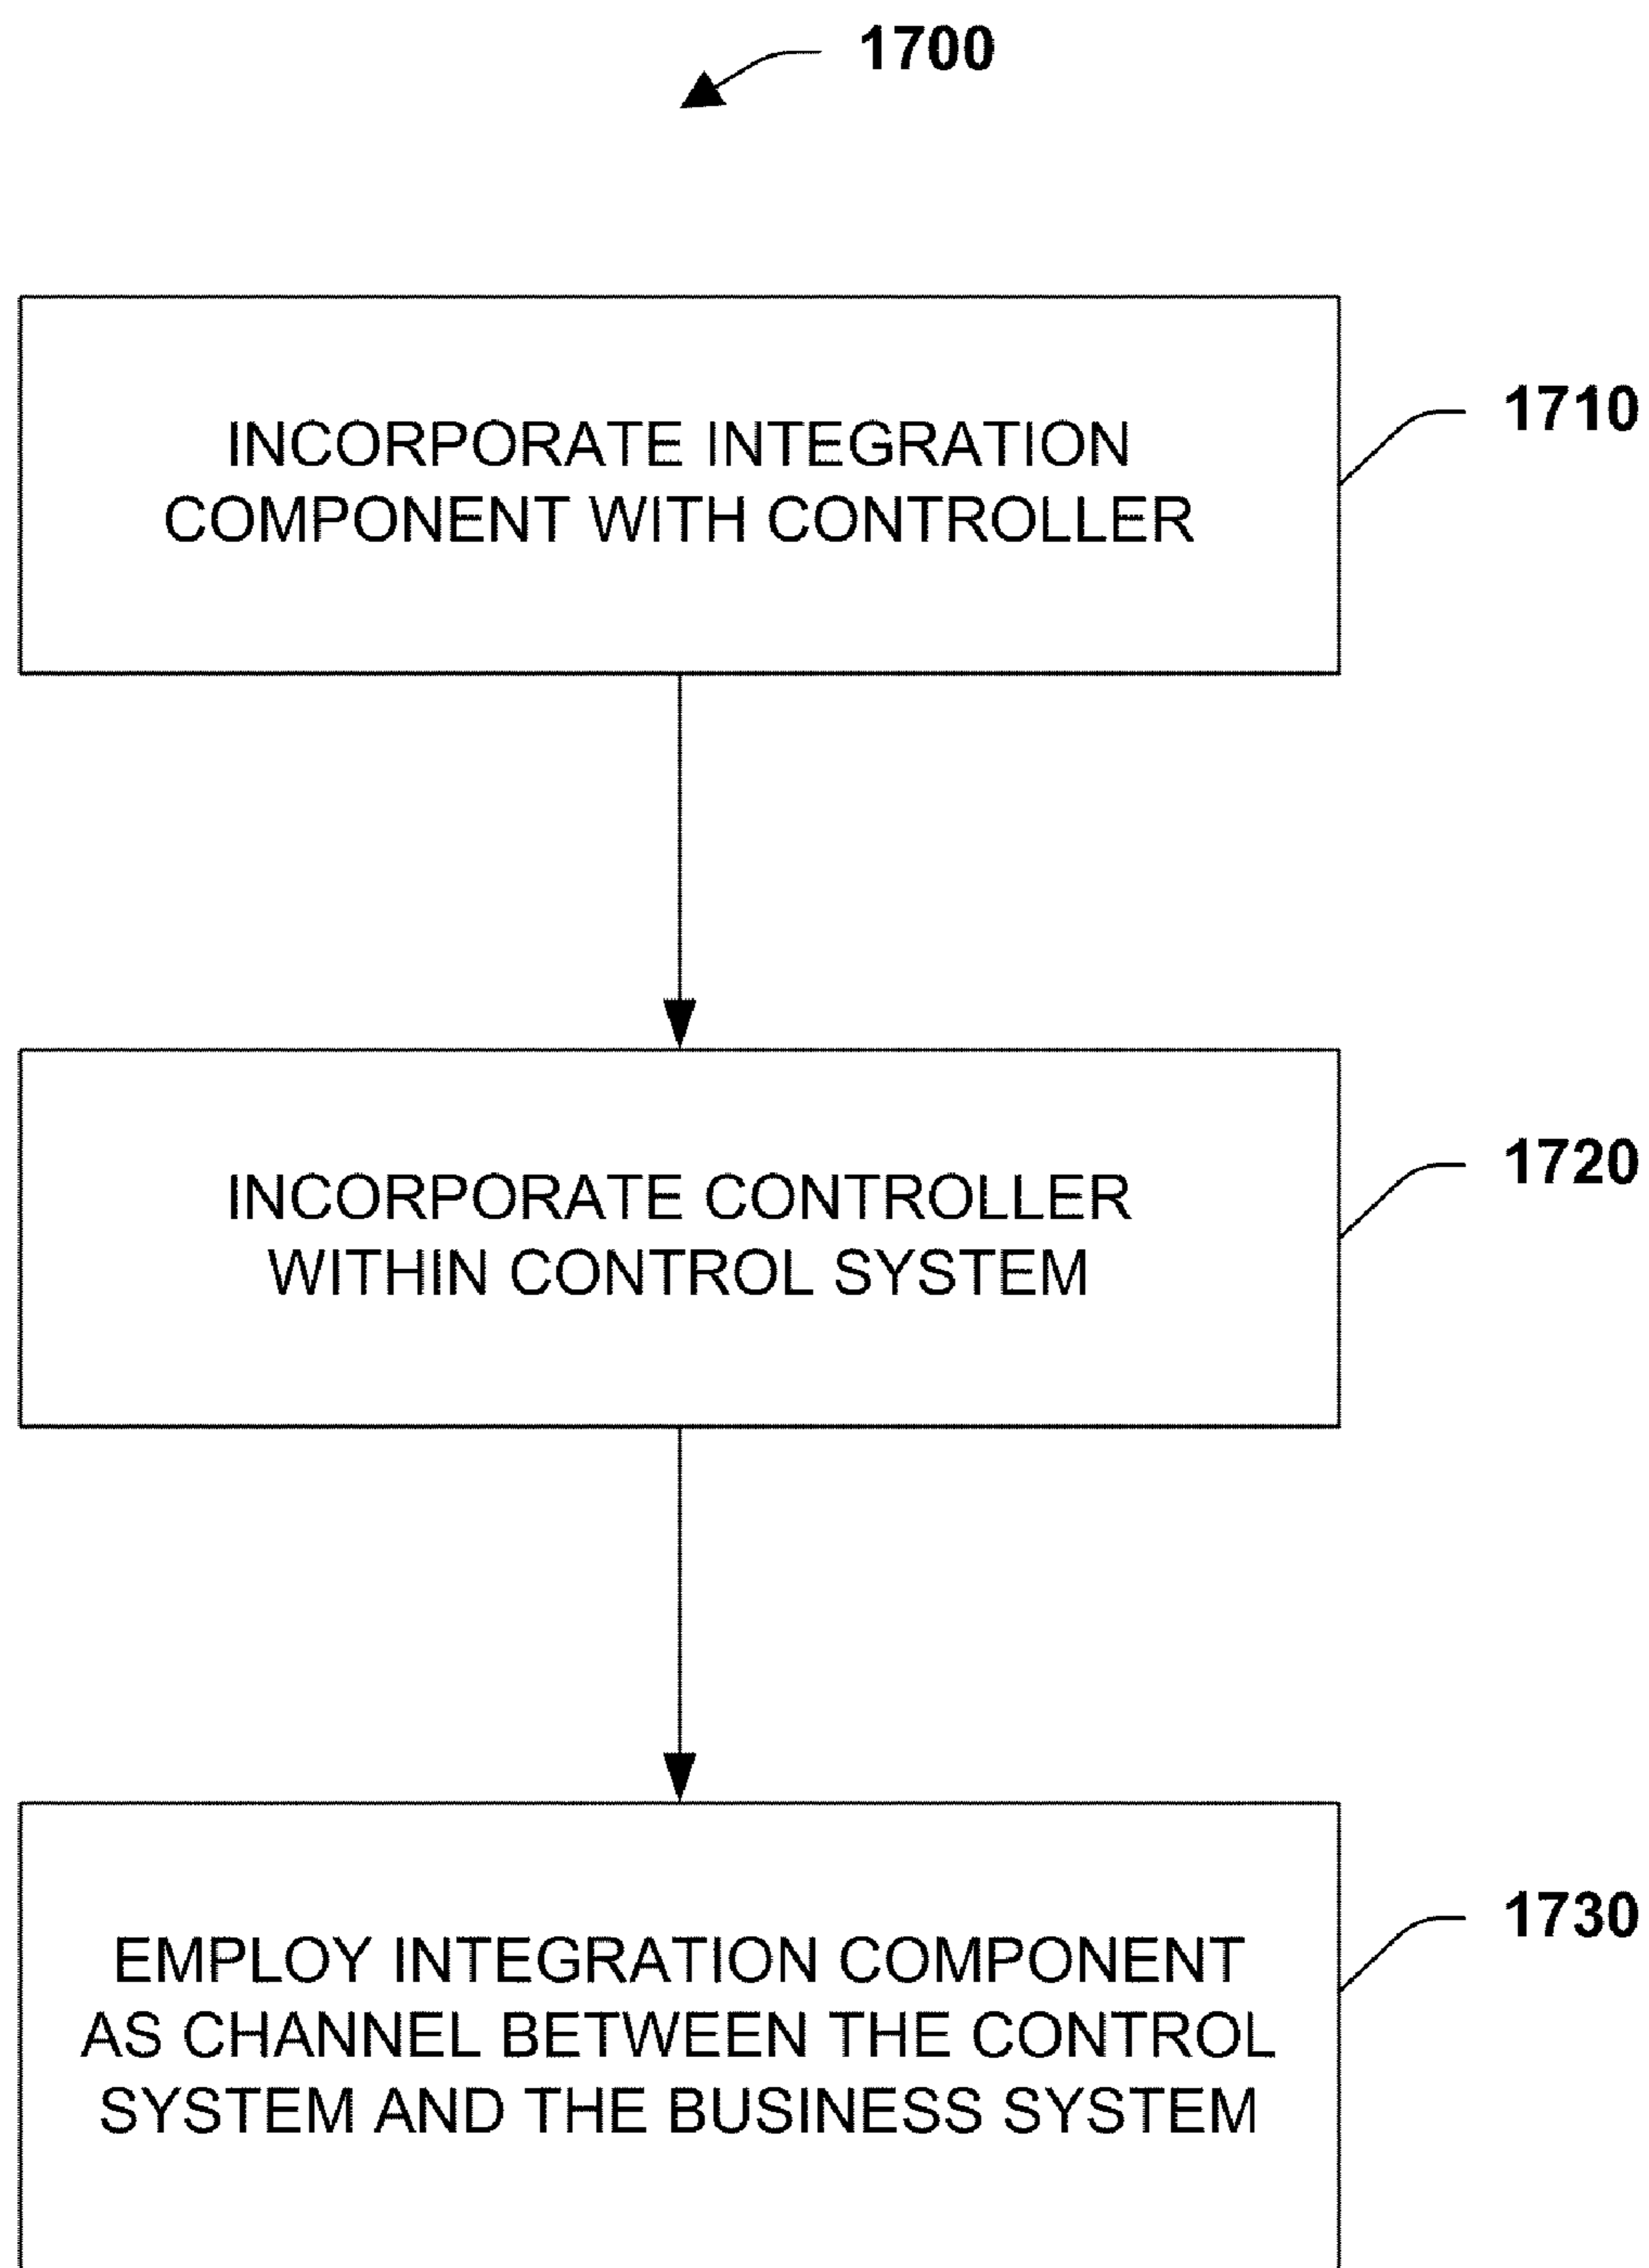 1700
INCORPORATE INTEGRATION
COMPONENT WITH CONTROLLER
1710
INCORPORATE CONTROLLER
WITHIN CONTROL SYSTEM
1720
EMPLOY INTEGRATION COMPONENT
AS CHANNEL BETWEEN THE CONTROL
SYSTEM AND THE BUSINESS SYSTEM
1730